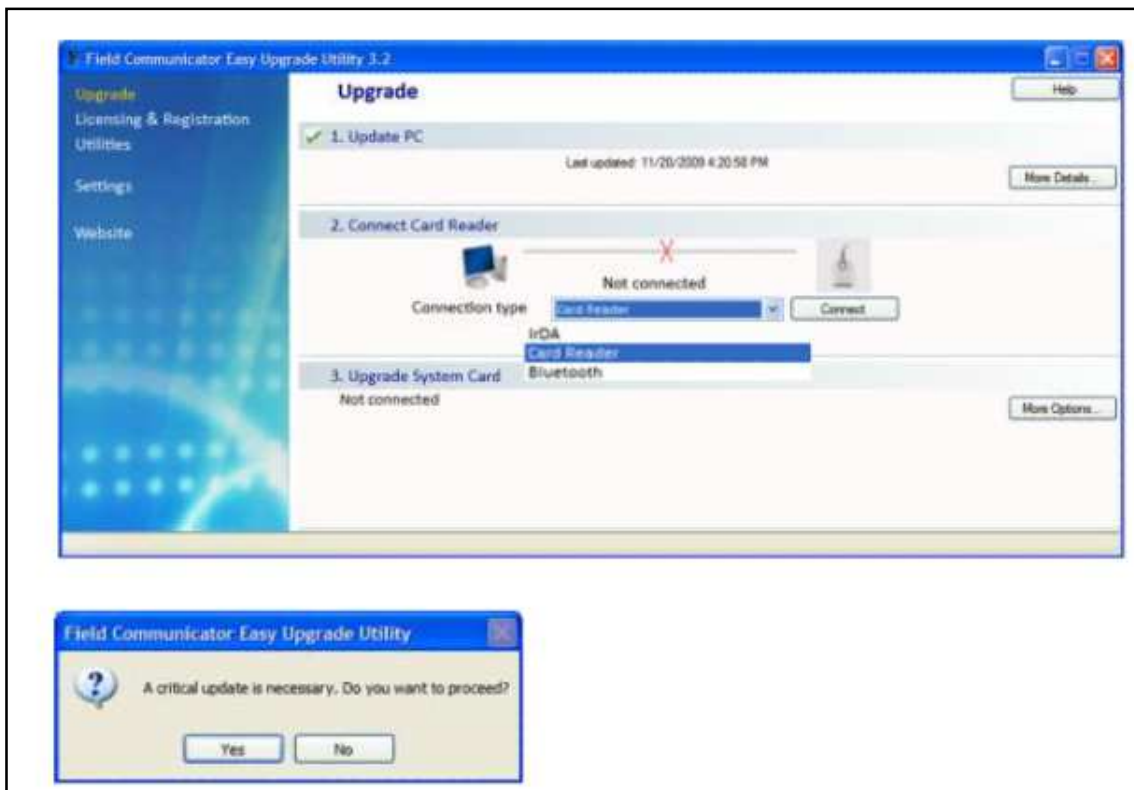 Field Communicator Easy Upgrade Utility 3.2
Upgrade
Licensing & Registration
Utilities
Settings
Website
Upgrade
Help
1. Update PC
Last updated: 11/20/2009 4:20:58 PM
More Details...
2. Connect Card Reader
Not connected
Connection type
Card Reader
Connect
IrDA
Card Reader
Bluetooth
3. Upgrade System Card
Not connected
More Options...
Field Communicator Easy Upgrade Utility
A critical update is necessary. Do you want to proceed?
Yes
No